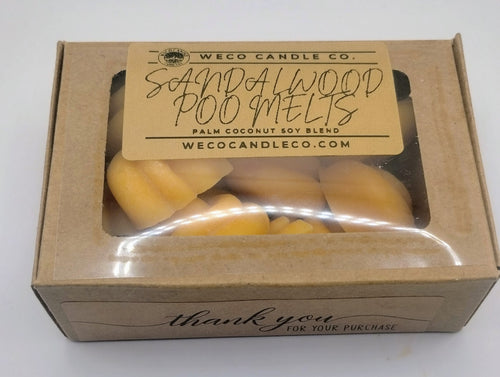 WECO CANDLE CO.
SANDALWOOD
POO MELTS
PALM COCONUT SOY BLEND
WECOCANDLECO.COM
thank you
FOR YOUR PURCHASE